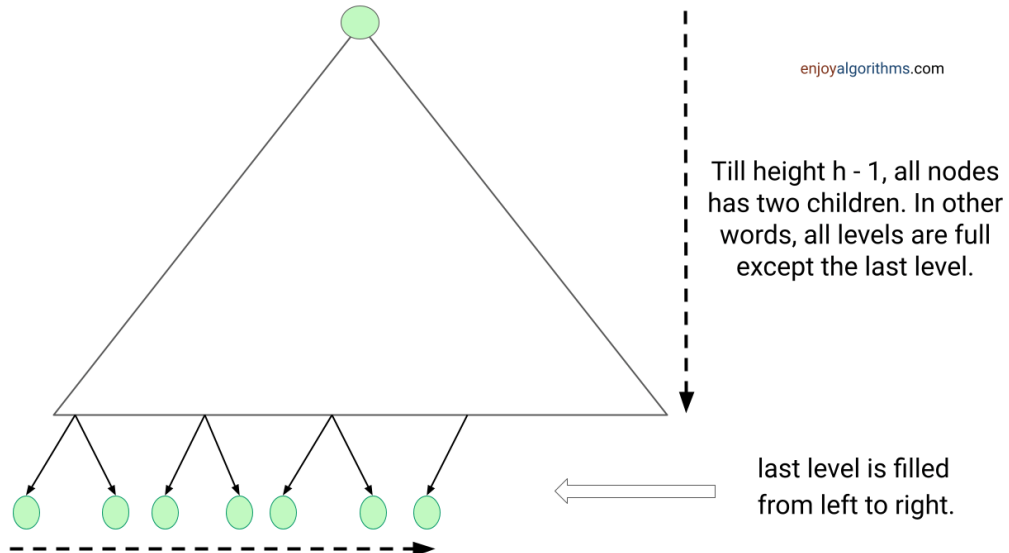 enjoyalgorithms.com
Till height h - 1, all nodes
has two children. In other
words, all levels are full
except the last level.
last level is filled
from left to right.